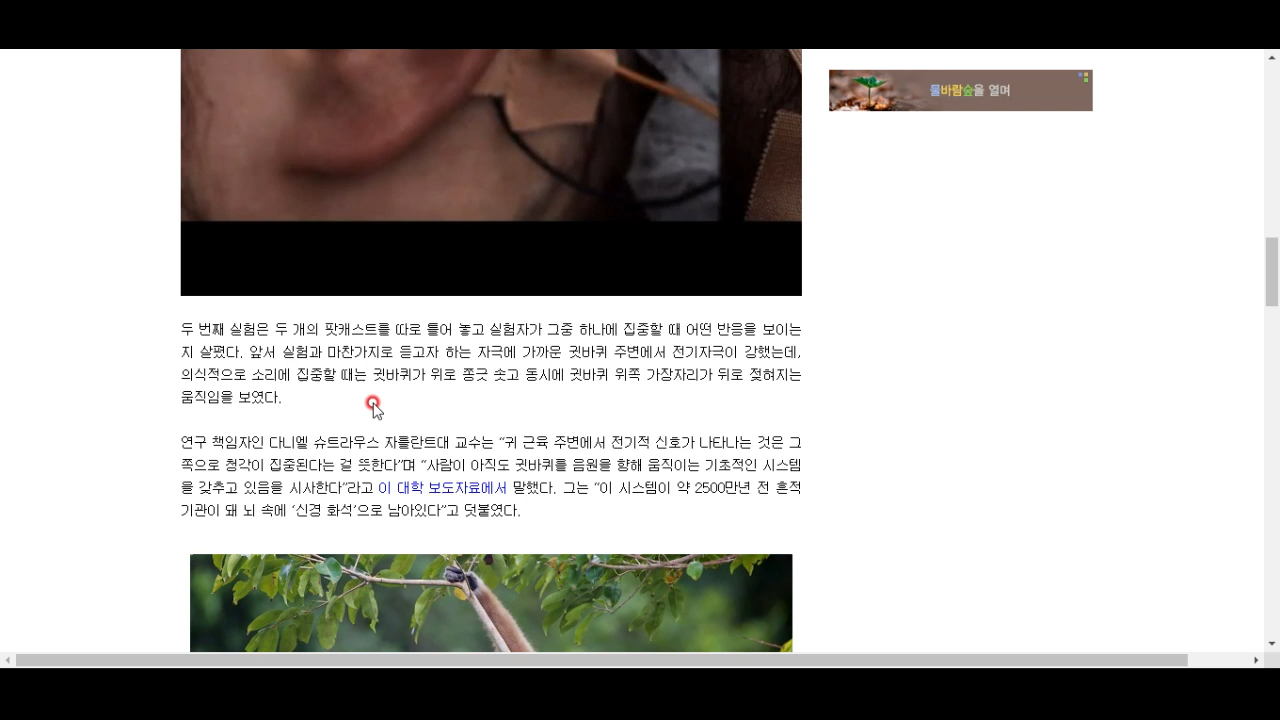 물바람숲을 열며
두 번째 실험은 두 개의 팟캐스트를 따로 틀어 놓고 실험자가 그중 하나에 집중할 때 어떤 반응을 보이는
지 살폈다. 앞서 실험과 마찬가지로 듣고자 하는 자극에 가까운 귓바퀴 주변에서 전기자극이 강했는데,
의식적으로 소리에 집중할 때는 귓바퀴가 위로 쫑긋 솟고 동시에 귓바퀴 위쪽 가장자리가 뒤로 젖혀지는
움직임을 보였다.
연구 책임자인 다니엘 슈트라우스 자를란트대 교수는 “귀 근육 주변에서 전기적 신호가 나타나는 것은 그
쪽으로 청각이 집중된다는 걸 뜻한다”며 “사람이 아직도 귓바퀴를 음원을 향해 움직이는 기초적인 시스템
을 갖추고 있음을 시사한다”라고 이 대학 보도자료에서 말했다. 그는 “이 시스템이 약 2500만년 전 흔적
기관이 돼 뇌 속에 ‘신경 화석’으로 남아있다”고 덧붙였다.